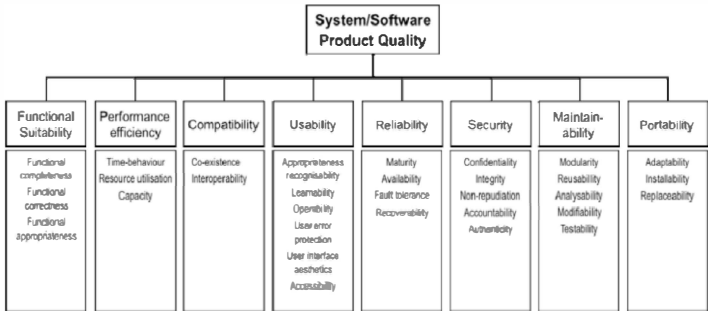 System/Software
Product Quality
Functional
Suitability
Functional
completeness
Functional
correctness
Functional
appropriateness
Performance
efficiency
Time-behaviour
Resource utilisation
Capacity
Compatibility
Co-existence
Interoperability
Usability
Appropriateness
recognisability
Learnability
Operability
User error
protection
User interface
aesthetics
Accessibility
Reliability
Maturity
Availability
Fault tolerance
Recoverability
Security
Confidentiality
Integrity
Non-repudiation
Accountability
Authenticity
Maintain-
ability
Modularity
Reusability
Analysability
Modifiability
Testability
Portability
Adaptability
Installability
Replaceability